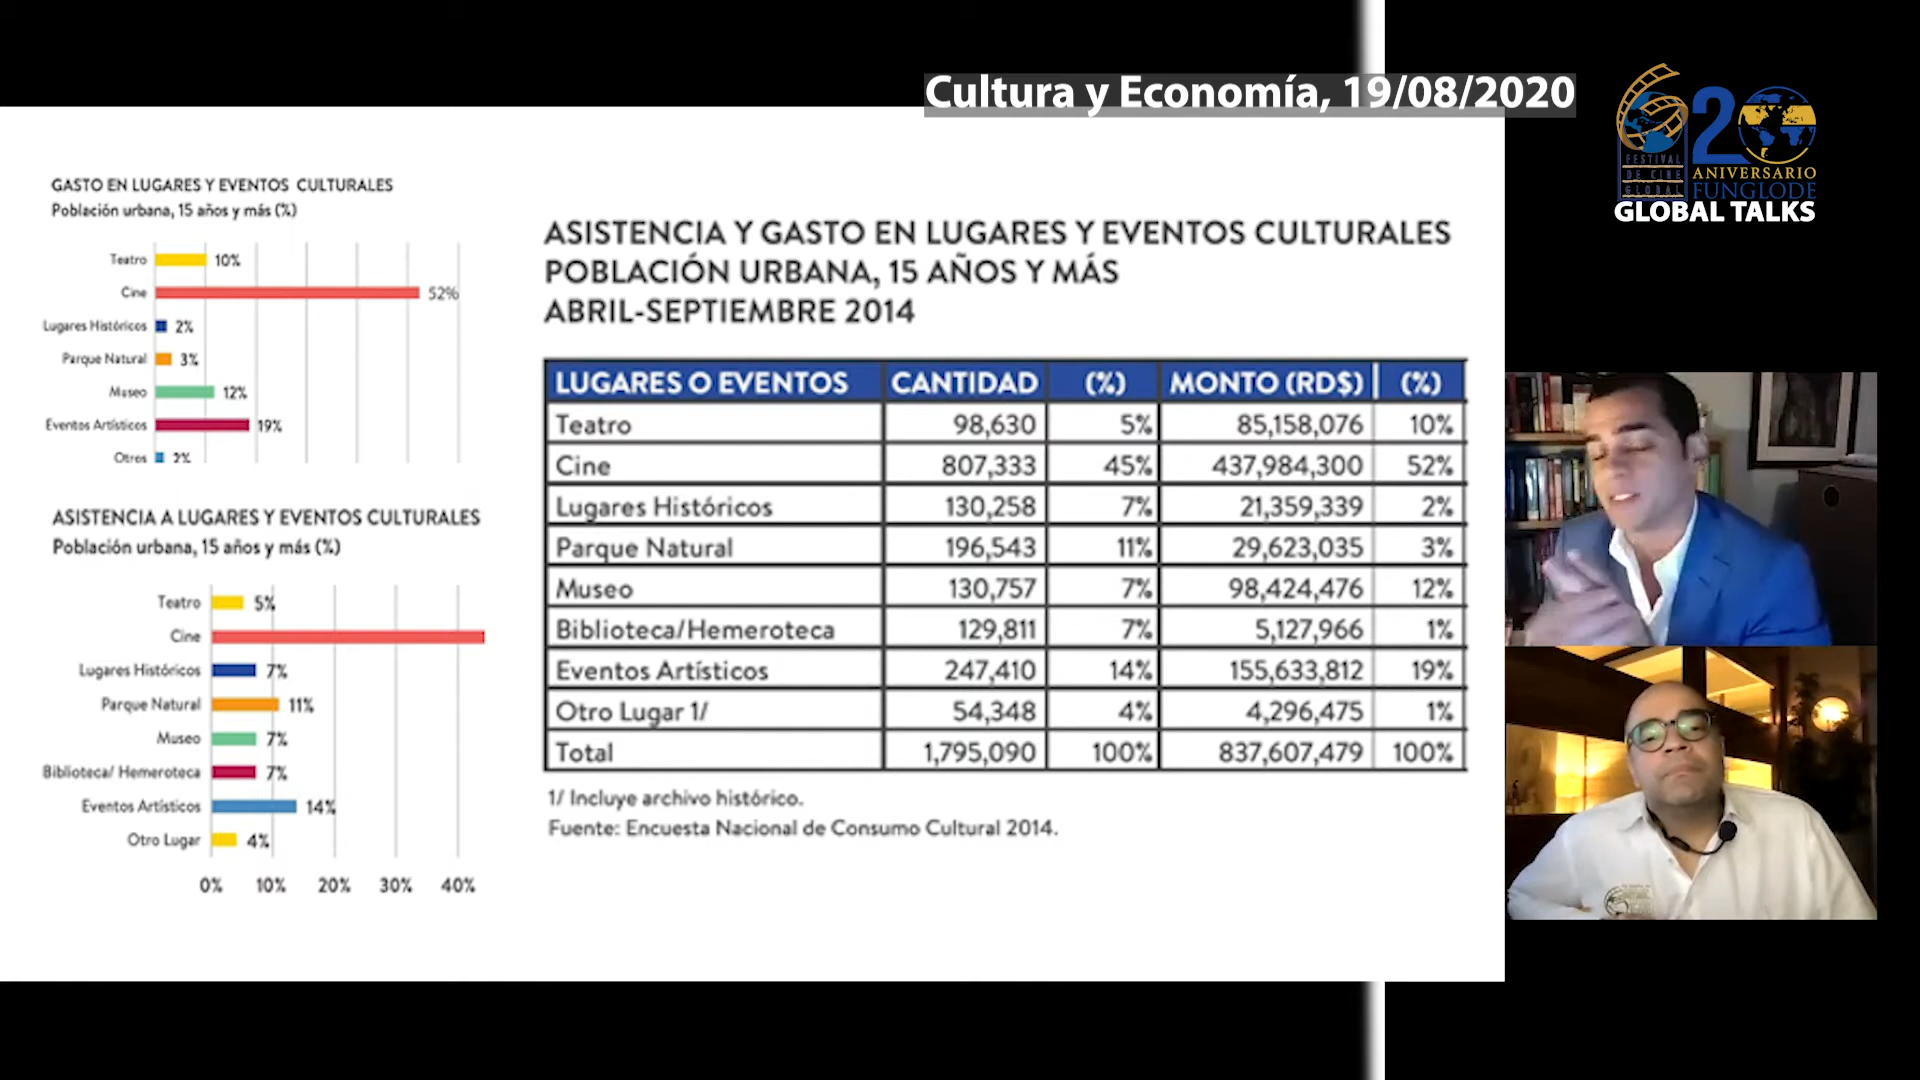 Cultura y Economía, 19/08/2020
FESTIVAL
DE CINE
GLOBAL
20
ANIVERSARIO
FUNGLODE
GLOBAL TALKS
GASTO EN LUGARES Y EVENTOS CULTURALES
Población urbana, 15 años y más (%)
Teatro 10%
Cine 52%
Lugares Históricos 2%
Parque Natural 3%
Museo 12%
Eventos Artísticos 19%
Otros 2%
ASISTENCIA A LUGARES Y EVENTOS CULTURALES
Población urbana, 15 años y más (%)
Teatro 5%
Cine
Lugares Históricos 7%
Parque Natural 11%
Museo 7%
Biblioteca/ Hemeroteca 7%
Eventos Artísticos 14%
Otro Lugar 4%
0% 10% 20% 30% 40%
ASISTENCIA Y GASTO EN LUGARES Y EVENTOS CULTURALES
POBLACIÓN URBANA, 15 AÑOS Y MÁS
ABRIL-SEPTIEMBRE 2014
LUGARES O EVENTOS CANTIDAD (%) MONTO (RD$) (%)
Teatro 98,630 5% 85,158,076 10%
Cine 807,333 45% 437,984,300 52%
Lugares Históricos 130,258 7% 21,359,339 2%
Parque Natural 196,543 11% 29,623,035 3%
Museo 130,757 7% 98,424,476 12%
Biblioteca/Hemeroteca 129,811 7% 5,127,966 1%
Eventos Artísticos 247,410 14% 155,633,812 19%
Otro Lugar 1/ 54,348 4% 4,296,475 1%
Total 1,795,090 100% 837,607,479 100%
1/ Incluye archivo histórico.
Fuente: Encuesta Nacional de Consumo Cultural 2014.